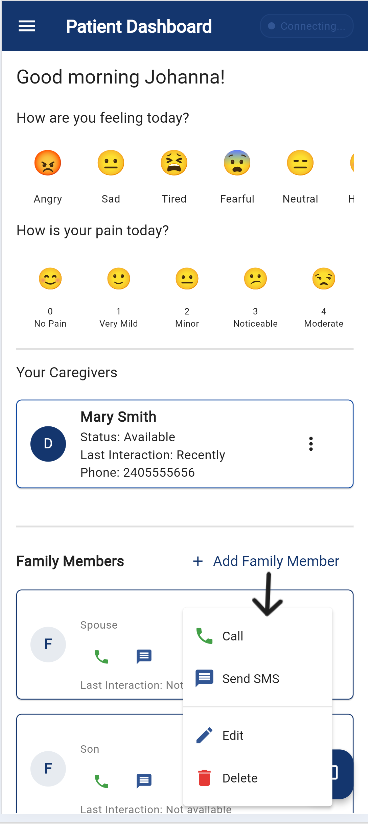 Patient Dashboard
Connecting...
Good morning Johanna!
How are you feeling today?
Angry Sad Tired Fearful Neutral H
How is your pain today?
0 1 2 3 4
No Pain Very Mild Minor Noticeable Moderate
Your Caregivers
D
Mary Smith
Status: Available
Last Interaction: Recently
Phone: 2405555656
Family Members
+ Add Family Member
F
Spouse
Last Interaction: Not
Call
Send SMS
Edit
Delete
F
Son
Last Interaction: Not available